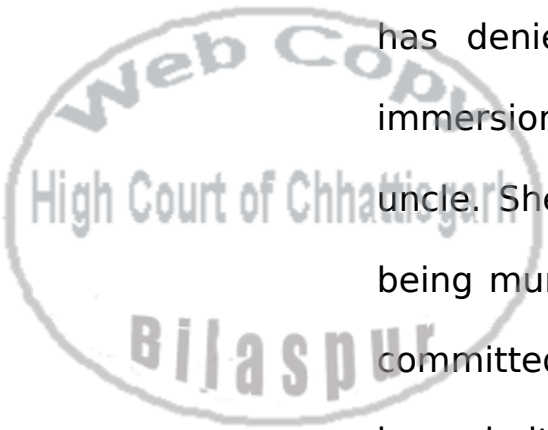 Web Copy
has denie
immersion
High Court of Chhattisgarh
uncle. She
being mur
Bilaspur
committed